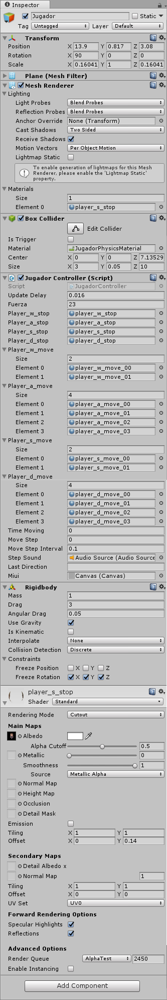 Inspector
Jugador Static
Tag Untagged Layer Default
Transform
Position X 13.9 Y 0.817 Z 3.08
Rotation X 90 Y 0 Z 0
Scale X 0.16041 Y 1 Z 0.16041
Plane (Mesh Filter)
Mesh Renderer
Lighting
Light Probes Blend Probes
Reflection Probes Blend Probes
Anchor Override None (Transform)
Cast Shadows Two Sided
Receive Shadows
Motion Vectors Per Object Motion
Lightmap Static
To enable generation of lightmaps for this Mesh
Renderer, please enable the 'Lightmap Static'
property.
Materials
Size 1
Element 0 player_s_stop
Box Collider
Edit Collider
Is Trigger
Material JugadorPhysicsMaterial
Center X 0 Y 0 Z 7.13529
Size X 3 Y 0.05 Z 10
Jugador Controller (Script)
Script JugadorController
Update Delay 0.016
Fuerza 23
Player_w_stop player_w_stop
Player_a_stop player_a_stop
Player_s_stop player_s_stop
Player_d_stop player_d_stop
Player_w_move
Size 2
Element 0 player_w_move_00
Element 1 player_w_move_01
Player_a_move
Size 4
Element 0 player_a_move_00
Element 1 player_a_move_01
Element 2 player_a_move_02
Element 3 player_a_move_03
Player_s_move
Size 2
Element 0 player_s_move_00
Element 1 player_s_move_01
Player_d_move
Size 4
Element 0 player_d_move_00
Element 1 player_d_move_01
Element 2 player_d_move_02
Element 3 player_d_move_03
Time Moving 0
Move Step 0
Move Step Interval 0.1
Step Sound Audio Source (Audio Source
Last Direction
Miui Canvas (Canvas)
Rigidbody
Mass 1
Drag 3
Angular Drag 0.05
Use Gravity
Is Kinematic
Interpolate None
Collision Detection Discrete
Constraints
Freeze Position X Y Z
Freeze Rotation X Y Z
player_s_stop
Shader Standard
Rendering Mode Cutout
Main Maps
Albedo
Alpha Cutoff 0.5
Metallic 0
Smoothness 1
Source Metallic Alpha
Normal Map
Height Map
Occlusion
Detail Mask
Emission
Tiling X 1 Y 1
Offset X 0 Y 0.14
Secondary Maps
Detail Albedo x
Normal Map 1
Tiling X 1 Y 1
Offset X 0 Y 0
UV Set UV0
Forward Rendering Options
Specular Highlights
Reflections
Advanced Options
Render Queue AlphaTest 2450
Enable Instancing
Add Component